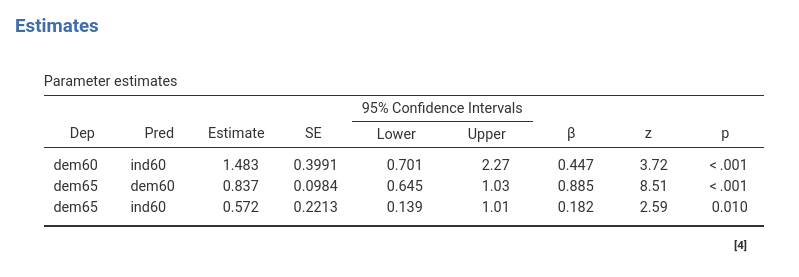 Estimates
Parameter estimates
95% Confidence Intervals
Dep Pred Estimate SE Lower Upper β z p
dem60 ind60 1.483 0.3991 0.701 2.27 0.447 3.72 < .001
dem65 dem60 0.837 0.0984 0.645 1.03 0.885 8.51 < .001
dem65 ind60 0.572 0.2213 0.139 1.01 0.182 2.59 0.010
[4]